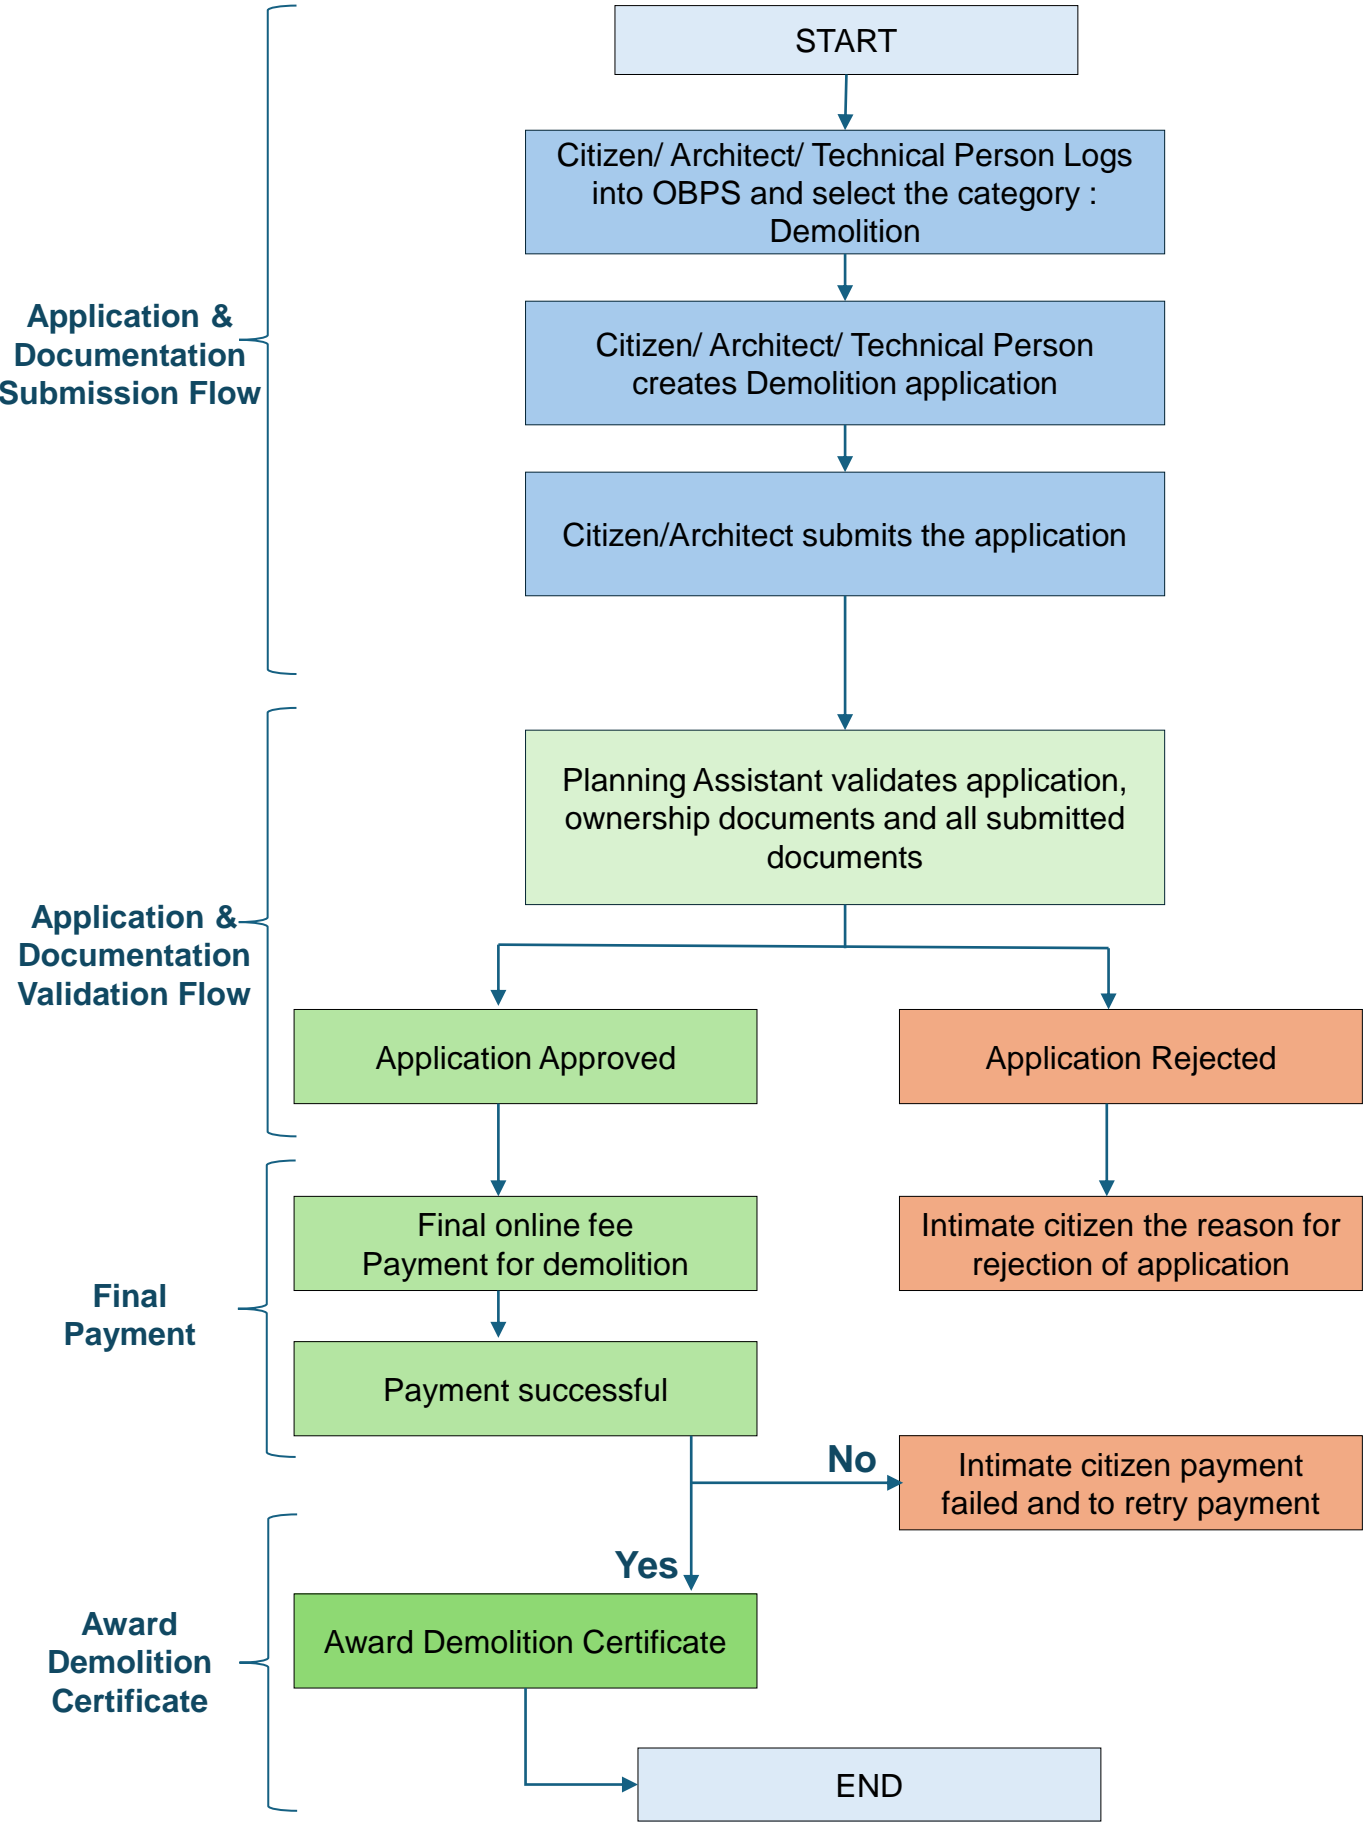 START
Citizen/ Architect/ Technical Person Logs
into OBPS and select the category :
Demolition
Application &
Documentation
Submission Flow
Citizen/ Architect/ Technical Person
creates Demolition application
Citizen/Architect submits the application
Planning Assistant validates application,
ownership documents and all submitted
documents
Application &
Documentation
Validation Flow
Application Approved
Application Rejected
Final online fee
Payment for demolition
Intimate citizen the reason for
rejection of application
Final
Payment
Payment successful
No
Intimate citizen payment
failed and to retry payment
Yes
Award
Demolition
Certificate
Award Demolition Certificate
END